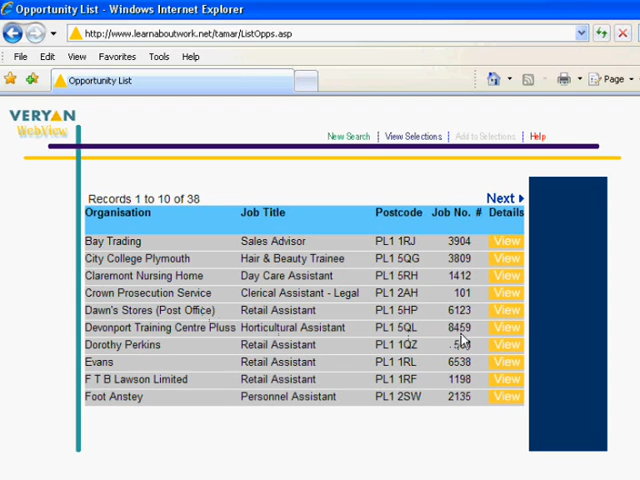 Opportunity List - Windows Internet Explorer
http://www.learnaboutwork.net/tamar/ListOpps.asp
File Edit View Favorites Tools Help
Opportunity List Page
VERYAN
WebView
New Search View Selections Add to Selections Help
Records 1 to 10 of 38 Next
Organisation Job Title Postcode Job No. # Details
Bay Trading Sales Advisor PL1 1RJ 3904 View
City College Plymouth Hair & Beauty Trainee PL1 5QG 3809 View
Claremont Nursing Home Day Care Assistant PL1 5RH 1412 View
Crown Prosecution Service Clerical Assistant - Legal PL1 2AH 101 View
Dawn's Stores (Post Office) Retail Assistant PL1 5HP 6123 View
Devonport Training Centre Pluss Horticultural Assistant PL1 5QL 8459 View
Dorothy Perkins Retail Assistant PL1 1QZ View
Evans Retail Assistant PL1 1RL 6538 View
F T B Lawson Limited Retail Assistant PL1 1RF 1198 View
Foot Anstey Personnel Assistant PL1 2SW 2135 View